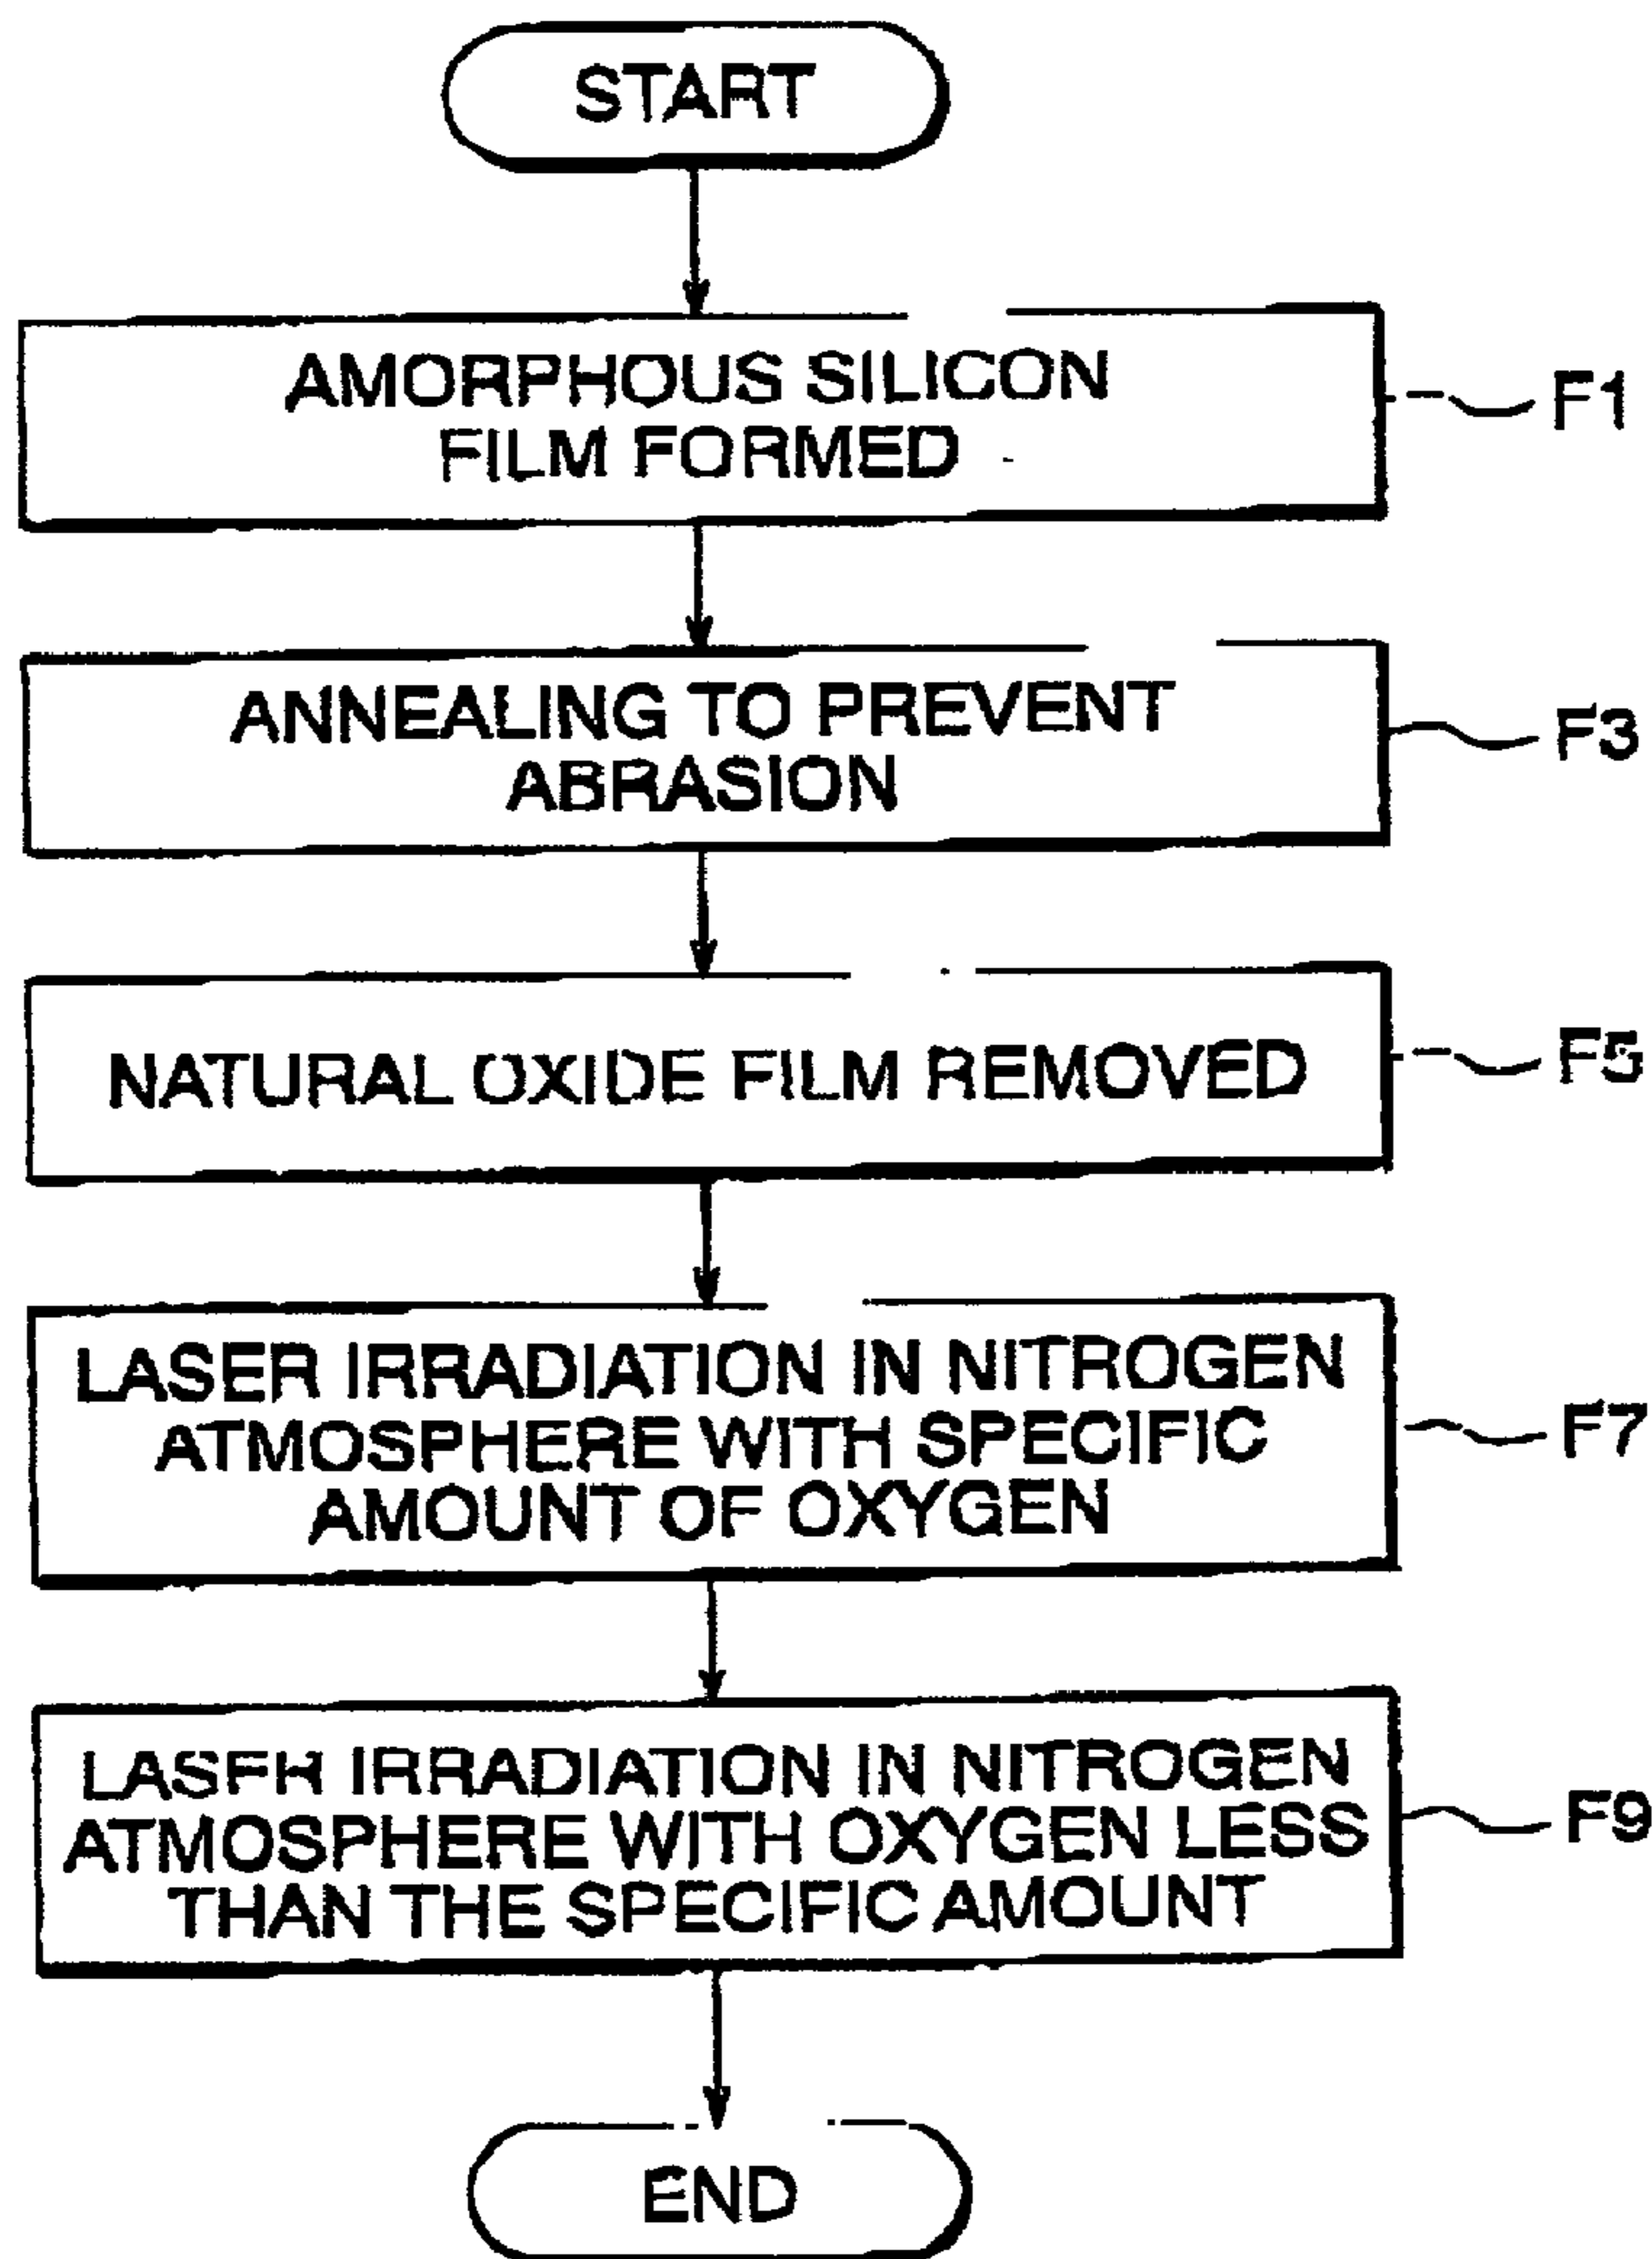 START
AMORPHOUS SILICON
FILM FORMED
F1
ANNEALING TO PREVENT
ABRASION
F3
NATURAL OXIDE FILM REMOVED
F5
LASER IRRADIATION IN NITROGEN
ATMOSPHERE WITH SPECIFIC
AMOUNT OF OXYGEN
F7
LASER IRRADIATION IN NITROGEN
ATMOSPHERE WITH OXYGEN LESS
THAN THE SPECIFIC AMOUNT
F9
END